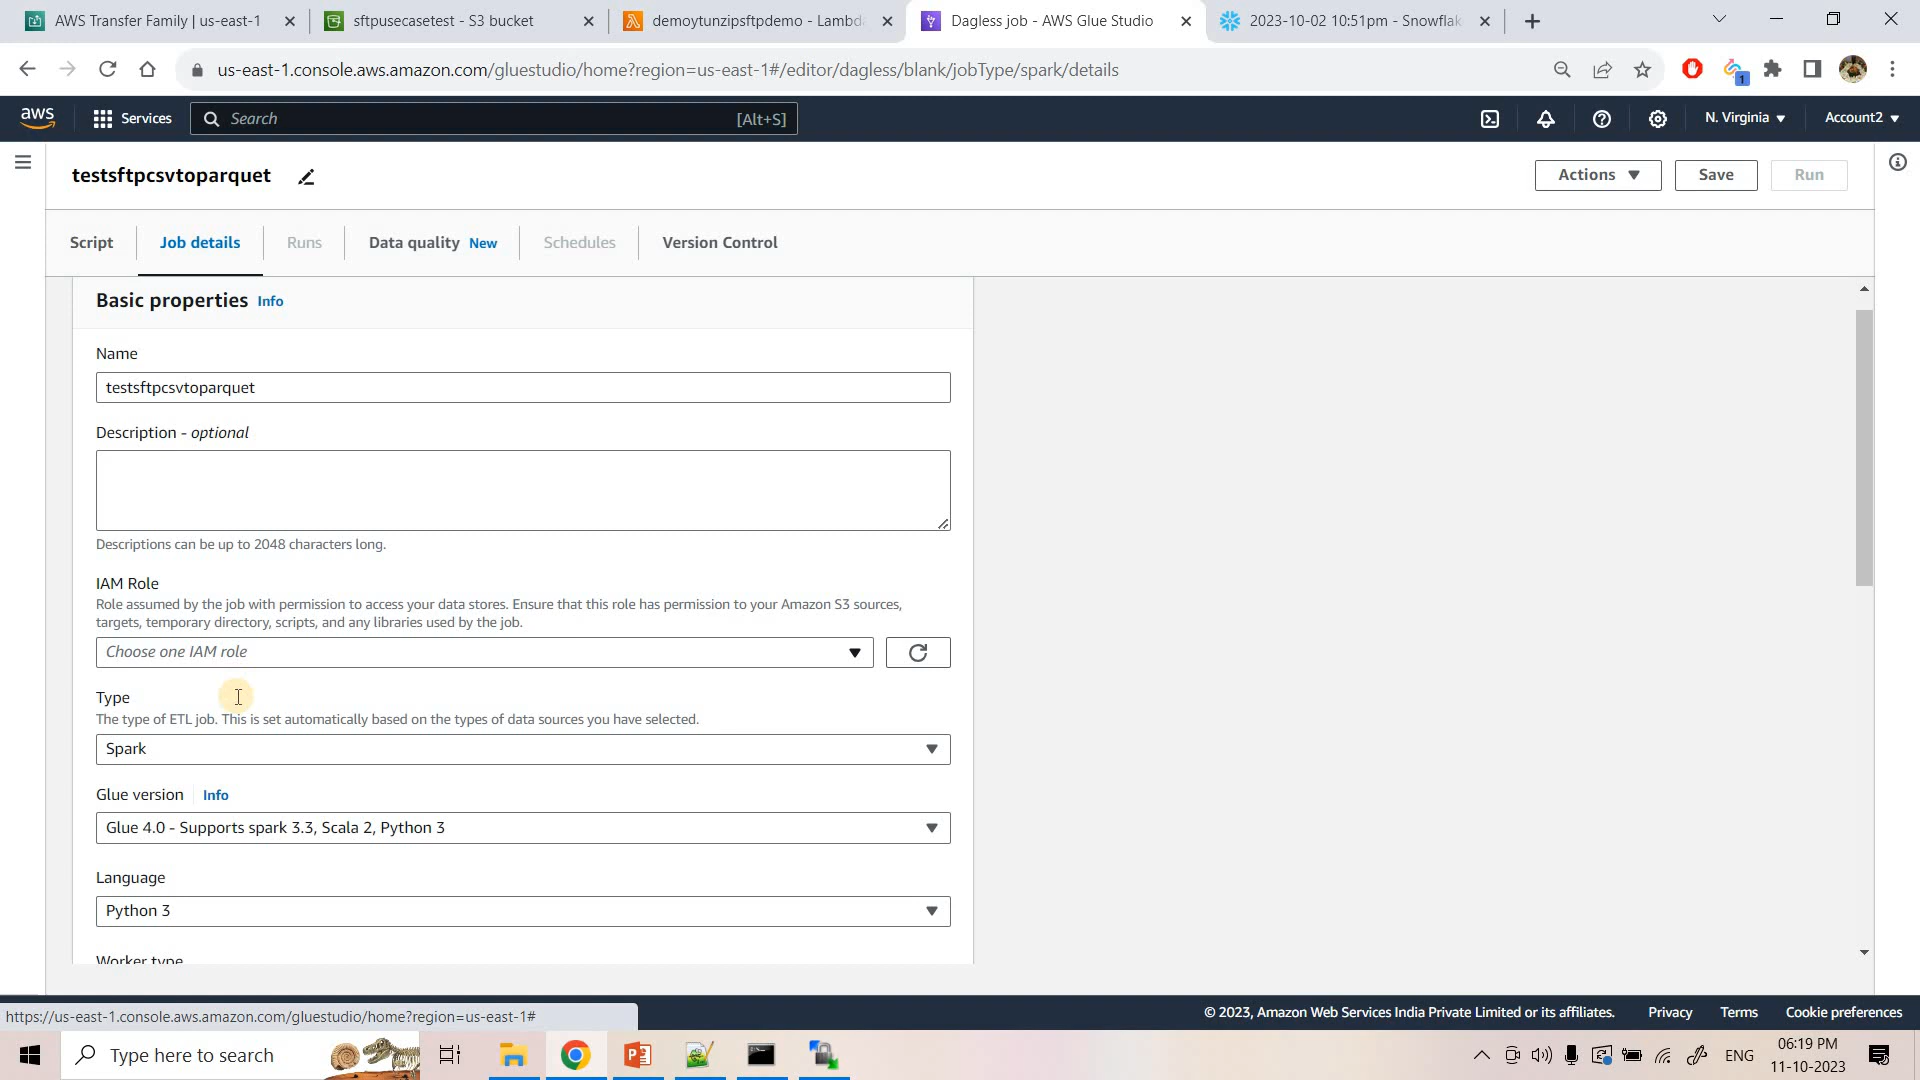 AWS Transfer Family | us-east-1
sftpusecasetest - S3 bucket
demoytunzipsftpdemo - Lambda
Dagless job - AWS Glue Studio
2023-10-02 10:51pm - Snowflak
us-east-1.console.aws.amazon.com/gluestudio/home?region=us-east-1#/editor/dagless/blank/jobType/spark/details
1
aws
Services
Search
[Alt+S]
N. Virginia
Account2
testsftpcsvtoparquet
Actions
Save
Run
Script
Job details
Runs
Data quality New
Schedules
Version Control
Basic properties Info
Name
testsftpcsvtoparquet
Description - optional
Descriptions can be up to 2048 characters long.
IAM Role
Role assumed by the job with permission to access your data stores. Ensure that this role has permission to your Amazon S3 sources,
targets, temporary directory, scripts, and any libraries used by the job.
Choose one IAM role
Type
The type of ETL job. This is set automatically based on the types of data sources you have selected.
Spark
Glue version Info
Glue 4.0 - Supports spark 3.3, Scala 2, Python 3
Language
Python 3
Worker type
https://us-east-1.console.aws.amazon.com/gluestudio/home?region=us-east-1#
© 2023, Amazon Web Services India Private Limited or its affiliates.
Privacy
Terms
Cookie preferences
Type here to search
ENG
06:19 PM
11-10-2023